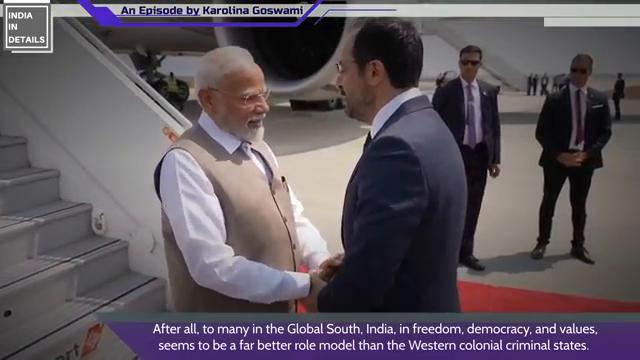 INDIA
IN
DETAILS
An Episode by Karolina Goswami
After all, to many in the Global South, India, in freedom, democracy, and values,
seems to be a far better role model than the Western colonial criminal states.